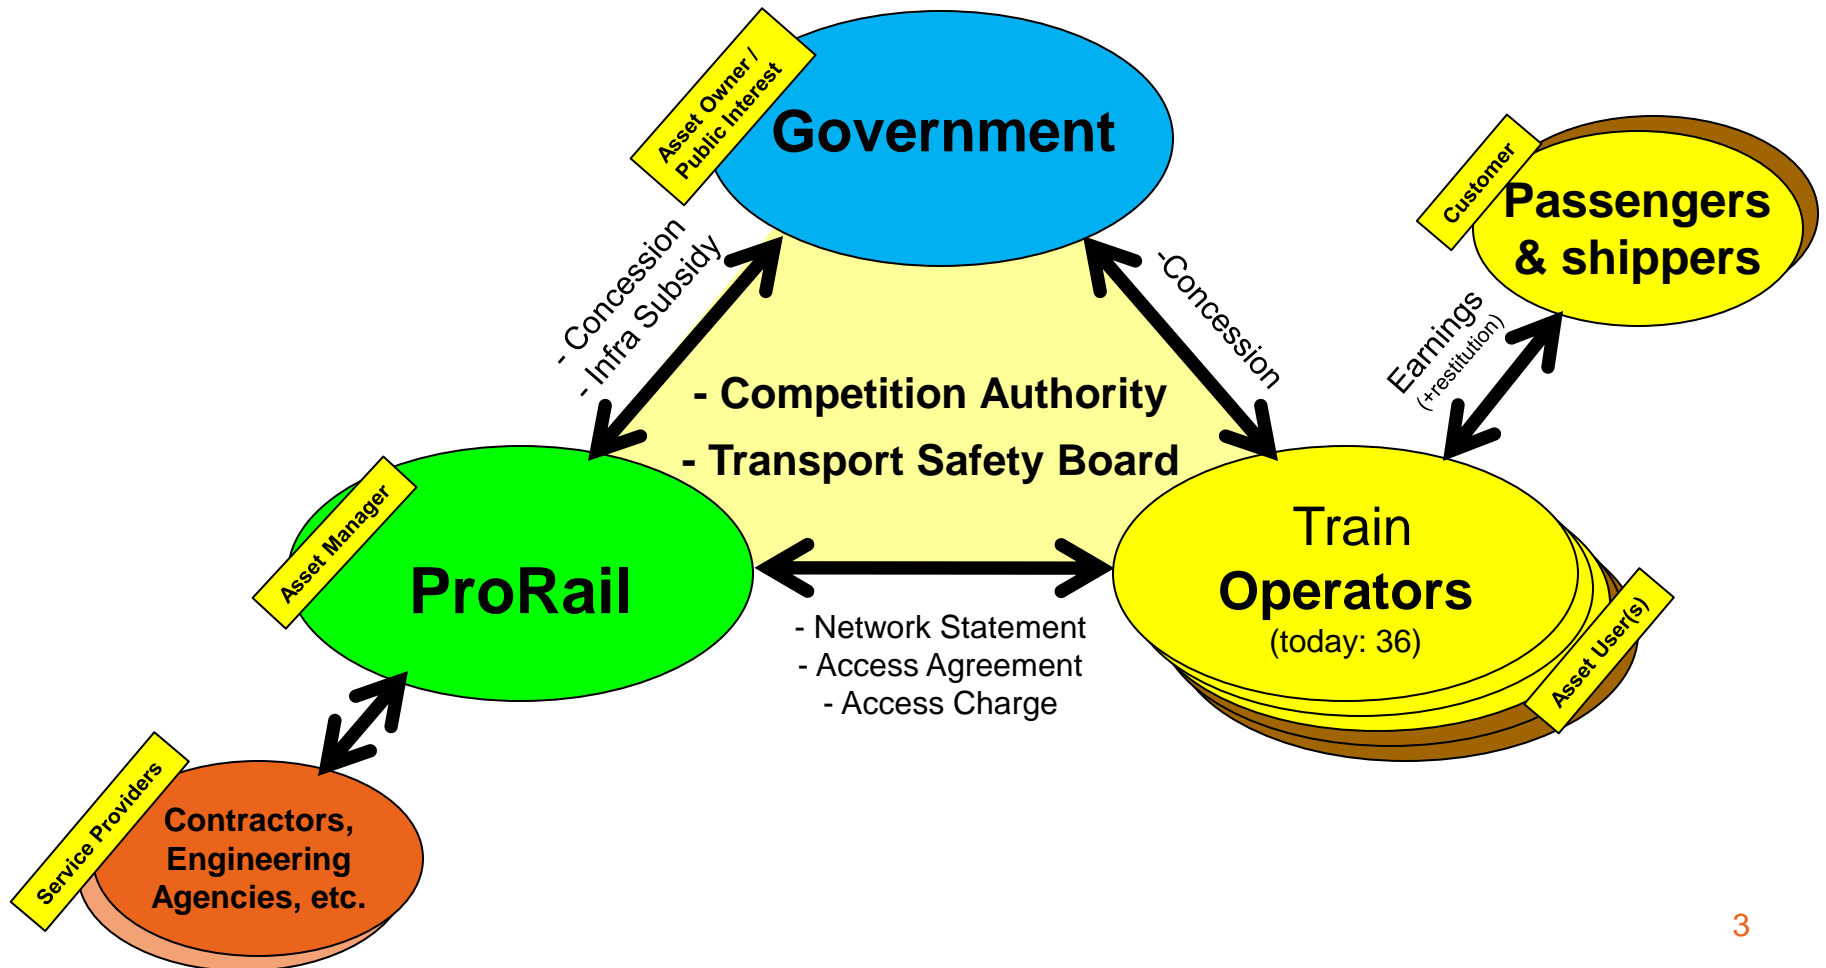 Asset Owner /
Public Interest
Government
Customer
Passengers
& shippers
- Concession
- Infra Subsidy
-Concession
Earnings
(+restitution)
- Competition Authority
- Transport Safety Board
Asset Manager
ProRail
Train
Operators
(today: 36)
Asset User(s)
- Network Statement
- Access Agreement
- Access Charge
Service Providers
Contractors,
Engineering
Agencies, etc.
3